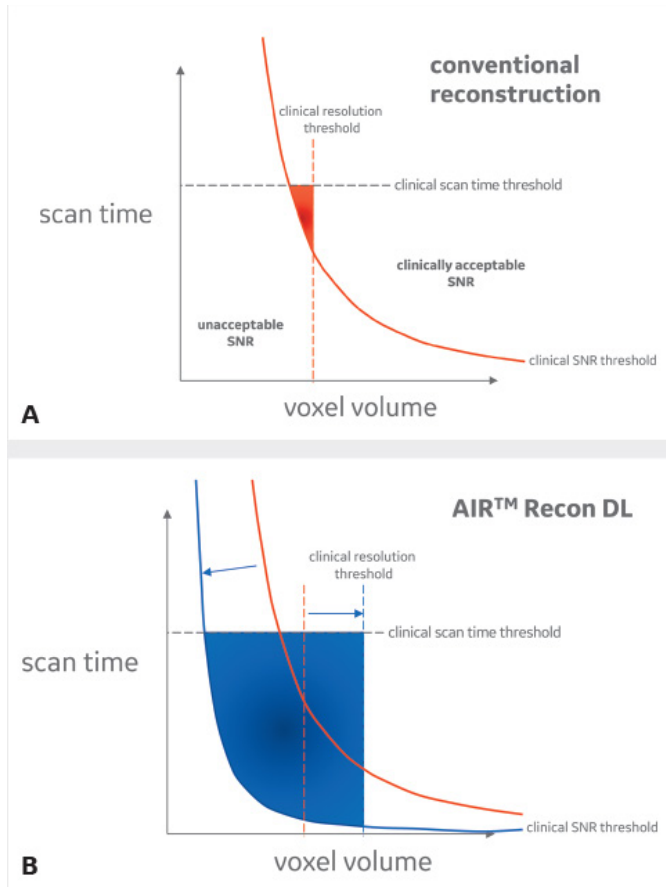 conventional
reconstruction
clinical resolution
threshold
clinical scan time threshold
scan time
clinically acceptable
SNR
unacceptable
SNR
clinical SNR threshold
A
voxel volume
AIR™ Recon DL
clinical resolution
threshold
clinical scan time threshold
scan time
clinical SNR threshold
B
voxel volume